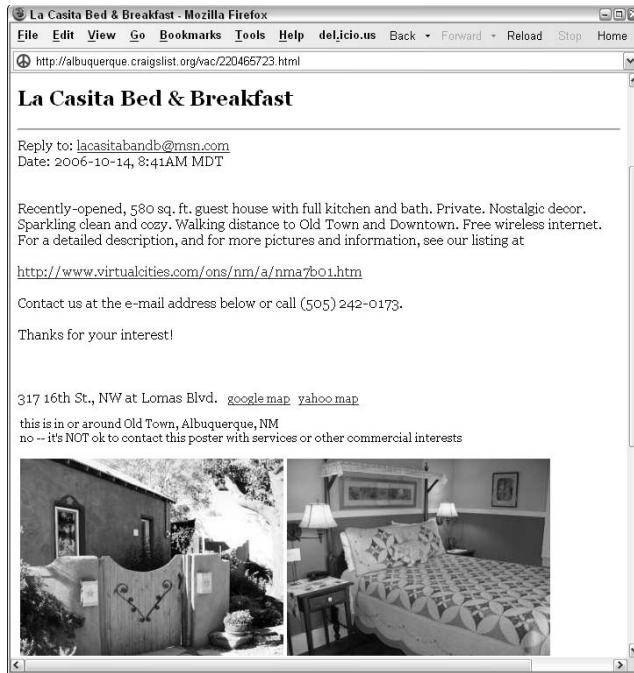 La Casita Bed & Breakfast - Mozilla Firefox
File Edit View Go Bookmarks Tools Help del.icio.us Back Forward Reload Stop Home
http://albuquerque.craigslist.org/vac/220465723.html
La Casita Bed & Breakfast
Reply to: lacasitabandb@msn.com
Date: 2006-10-14, 8:41AM MDT
Recently-opened, 580 sq. ft. guest house with full kitchen and bath. Private. Nostalgic decor.
Sparkling clean and cozy. Walking distance to Old Town and Downtown. Free wireless internet.
For a detailed description, and for more pictures and information, see our listing at
http://www.virtualcities.com/ons/nm/a/nma7b01.htm
Contact us at the e-mail address below or call (505) 242-0173.
Thanks for your interest!
317 16th St., NW at Lomas Blvd. google map yahoo map
this is in or around Old Town, Albuquerque, NM
no -- it's NOT ok to contact this poster with services or other commercial interests